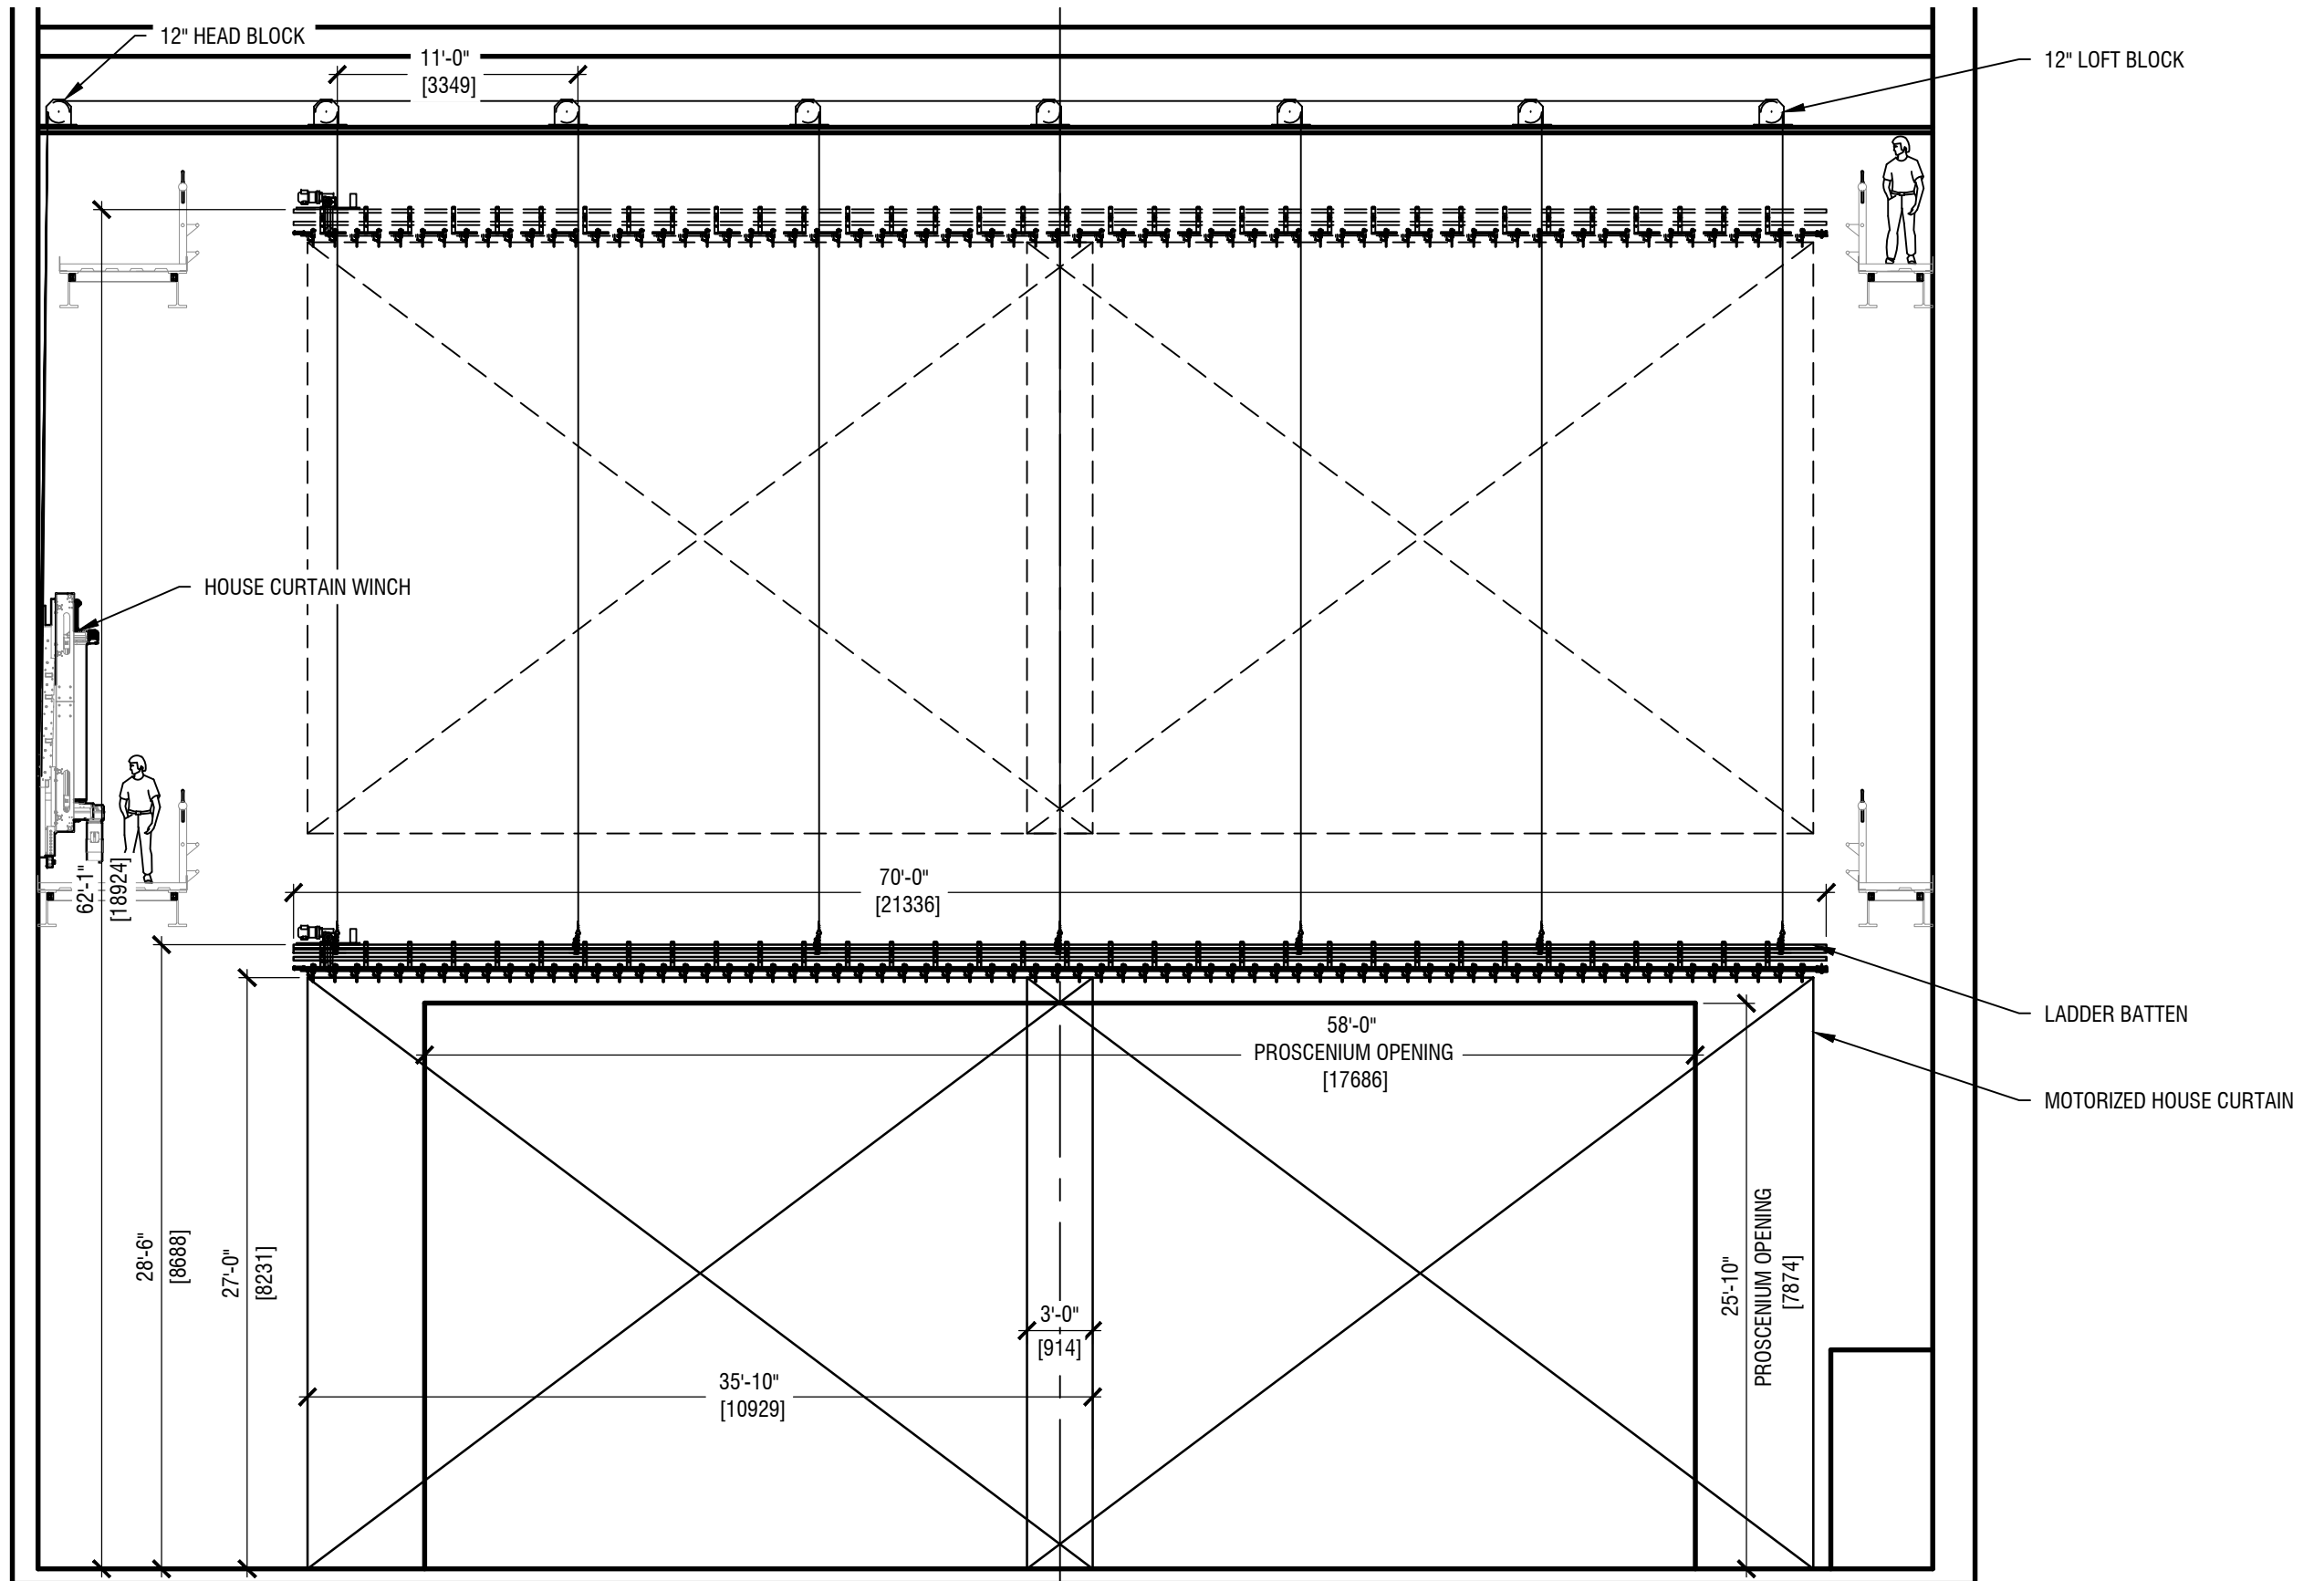 12" HEAD BLOCK
11'-0"
[3349]
12" LOFT BLOCK
HOUSE CURTAIN WINCH
62'-1"
[18924]
70'-0"
[21336]
58'-0"
PROSCENIUM OPENING
[17686]
LADDER BATTEN
MOTORIZED HOUSE CURTAIN
28'-6"
[8688]
27'-0"
[8231]
25'-10"
PROSCENIUM OPENING
[7874]
3'-0"
[914]
35'-10"
[10929]